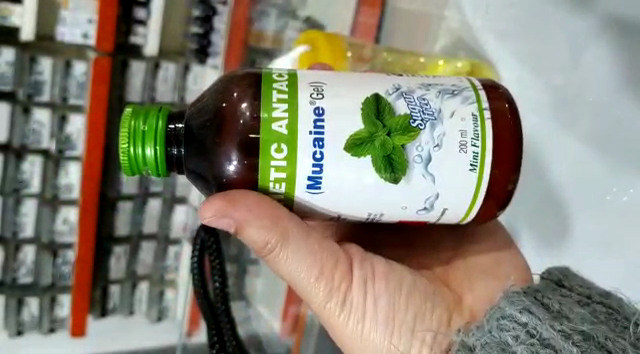 ETIC ANTAC
(Mucaine®Gel)
Sugar
Free
200 ml
Mint Flavour